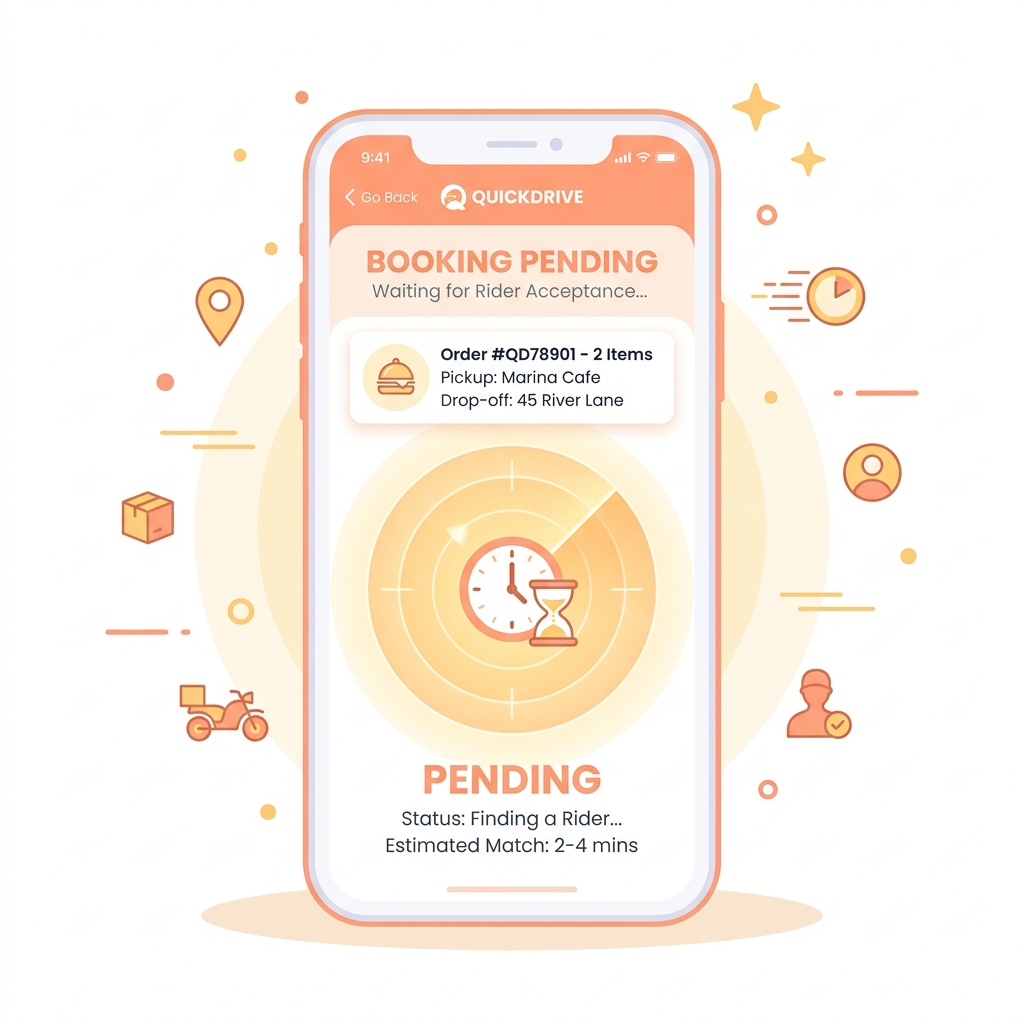 9:41
Go Back
QUICKDRIVE
BOOKING PENDING
Waiting for Rider Acceptance...
Order #QD78901 - 2 Items
Pickup: Marina Cafe
Drop-off: 45 River Lane
PENDING
Status: Finding a Rider...
Estimated Match: 2-4 mins